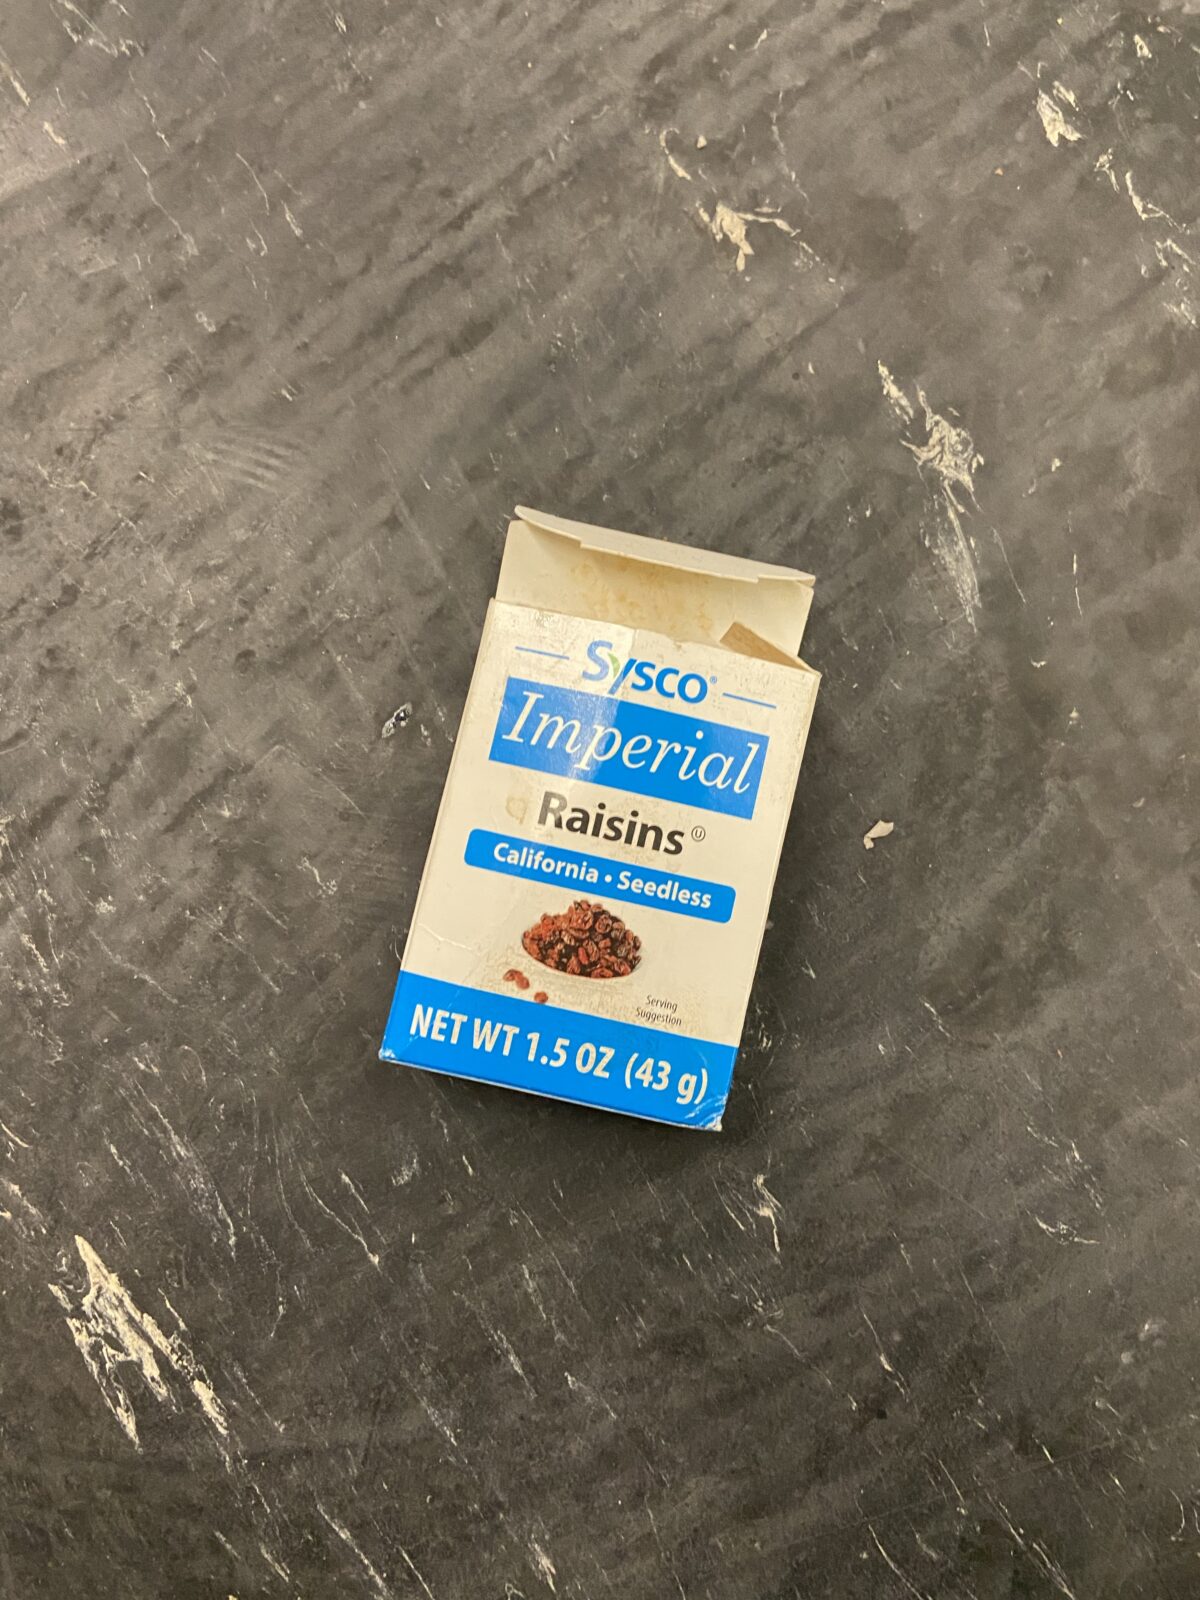 Sysco®
Imperial
Raisins Ⓤ
California • Seedless
Serving
Suggestion
NET WT 1.5 OZ (43 g)